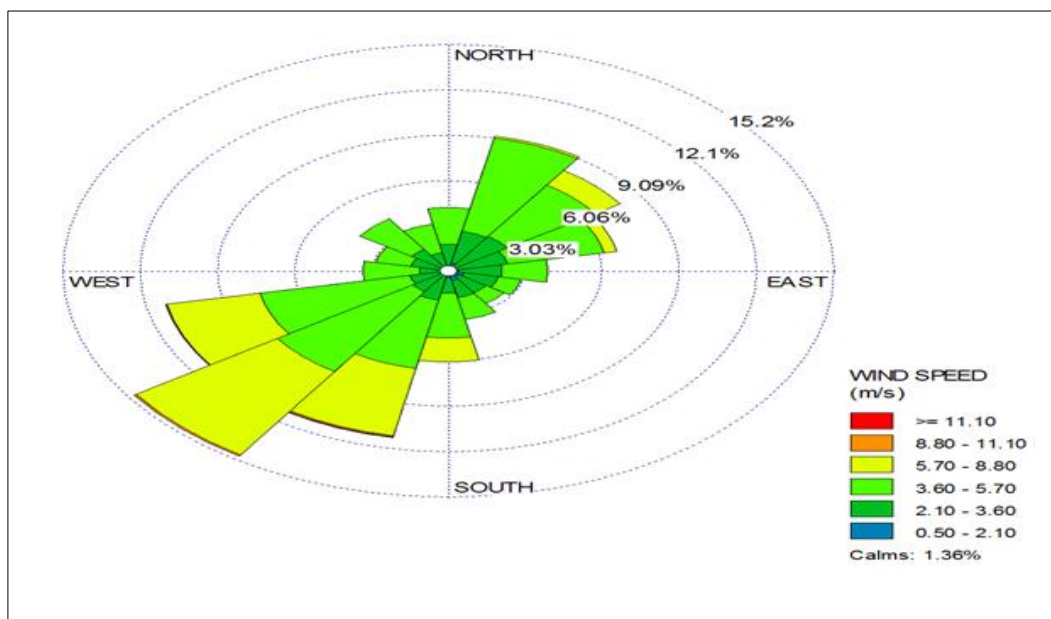 NORTH
15.2%
12.1%
9.09%
6.06%
3.03%
WEST
EAST
SOUTH
WIND SPEED
(m/s)
>= 11.10
8.80 - 11.10
5.70 - 8.80
3.60 - 5.70
2.10 - 3.60
0.50 - 2.10
Calms: 1.36%